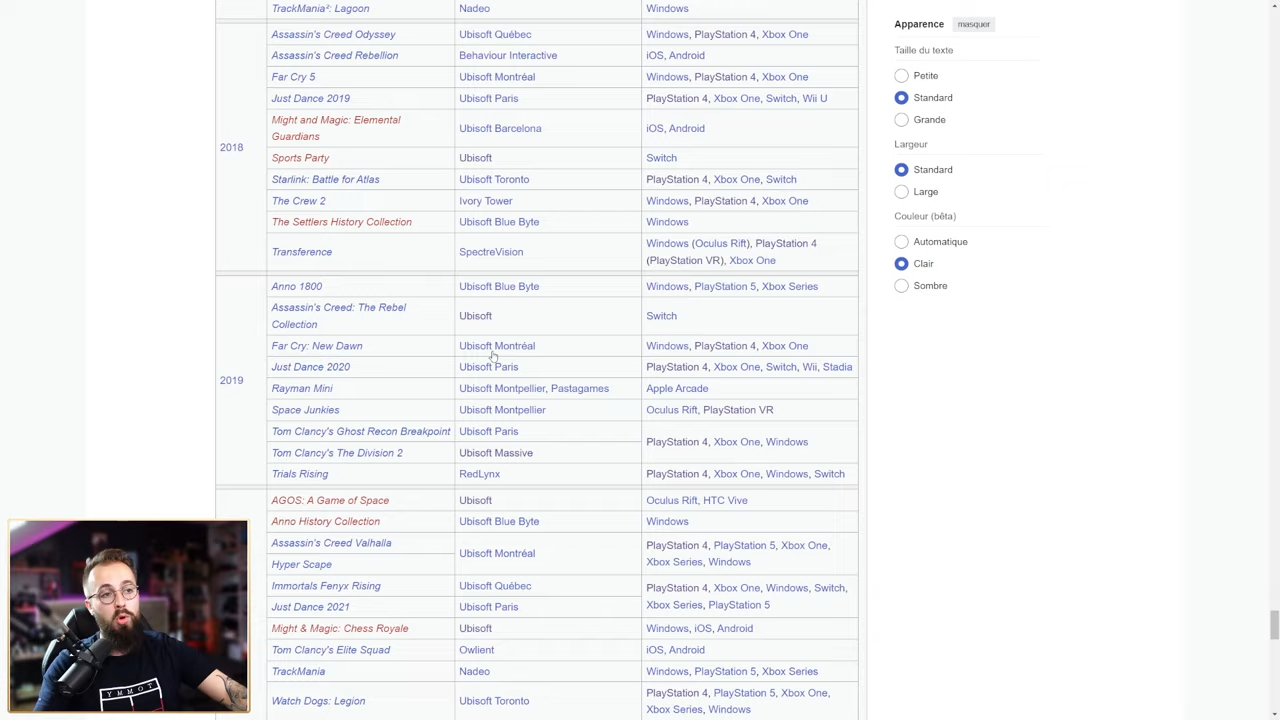 TrackMania²: Lagoon Nadeo Windows
2018
Assassin's Creed Odyssey Ubisoft Québec Windows, PlayStation 4, Xbox One
Assassin's Creed Rebellion Behaviour Interactive iOS, Android
Far Cry 5 Ubisoft Montréal Windows, PlayStation 4, Xbox One
Just Dance 2019 Ubisoft Paris PlayStation 4, Xbox One, Switch, Wii U
Might and Magic: Elemental
Guardians Ubisoft Barcelona iOS, Android
Sports Party Ubisoft Switch
Starlink: Battle for Atlas Ubisoft Toronto PlayStation 4, Xbox One, Switch
The Crew 2 Ivory Tower Windows, PlayStation 4, Xbox One
The Settlers History Collection Ubisoft Blue Byte Windows
Transference SpectreVision Windows (Oculus Rift), PlayStation 4
(PlayStation VR), Xbox One
2019
Anno 1800 Ubisoft Blue Byte Windows, PlayStation 5, Xbox Series
Assassin's Creed: The Rebel
Collection Ubisoft Switch
Far Cry: New Dawn Ubisoft Montréal Windows, PlayStation 4, Xbox One
Just Dance 2020 Ubisoft Paris PlayStation 4, Xbox One, Switch, Wii, Stadia
Rayman Mini Ubisoft Montpellier, Pastagames Apple Arcade
Space Junkies Ubisoft Montpellier Oculus Rift, PlayStation VR
Tom Clancy's Ghost Recon Breakpoint Ubisoft Paris PlayStation 4, Xbox One, Windows
Tom Clancy's The Division 2 Ubisoft Massive
Trials Rising RedLynx PlayStation 4, Xbox One, Windows, Switch
AGOS: A Game of Space Ubisoft Oculus Rift, HTC Vive
Anno History Collection Ubisoft Blue Byte Windows
Assassin's Creed Valhalla Ubisoft Montréal PlayStation 4, PlayStation 5, Xbox One,
Hyper Scape Xbox Series, Windows
Immortals Fenyx Rising Ubisoft Québec PlayStation 4, Xbox One, Windows, Switch,
Just Dance 2021 Ubisoft Paris Xbox Series, PlayStation 5
Might & Magic: Chess Royale Ubisoft Windows, iOS, Android
Tom Clancy's Elite Squad Owlient iOS, Android
TrackMania Nadeo Windows, PlayStation 5, Xbox Series
Watch Dogs: Legion Ubisoft Toronto PlayStation 4, PlayStation 5, Xbox One,
Xbox Series, Windows
Apparence masquer
Taille du texte
Petite
Standard
Grande
Largeur
Standard
Large
Couleur (bêta)
Automatique
Clair
Sombre
YMMOT